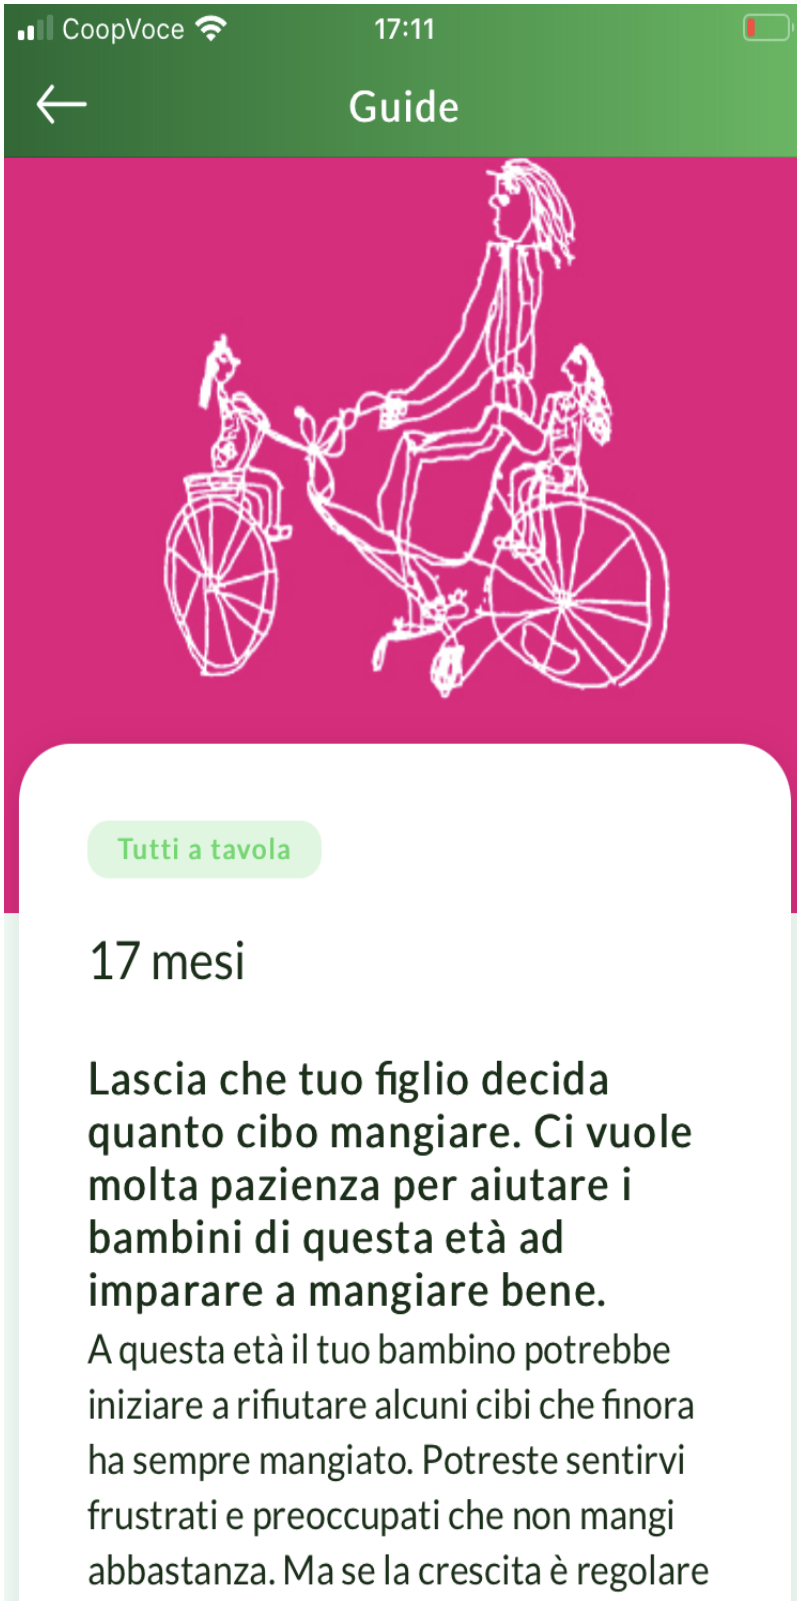 CoopVoce
17:11
Guide
Tutti a tavola
17 mesi
Lascia che tuo figlio decida
quanto cibo mangiare. Ci vuole
molta pazienza per aiutare i
bambini di questa età ad
imparare a mangiare bene.
A questa età il tuo bambino potrebbe
iniziare a rifiutare alcuni cibi che finora
ha sempre mangiato. Potreste sentirvi
frustrati e preoccupati che non mangi
abbastanza. Ma se la crescita è regolare